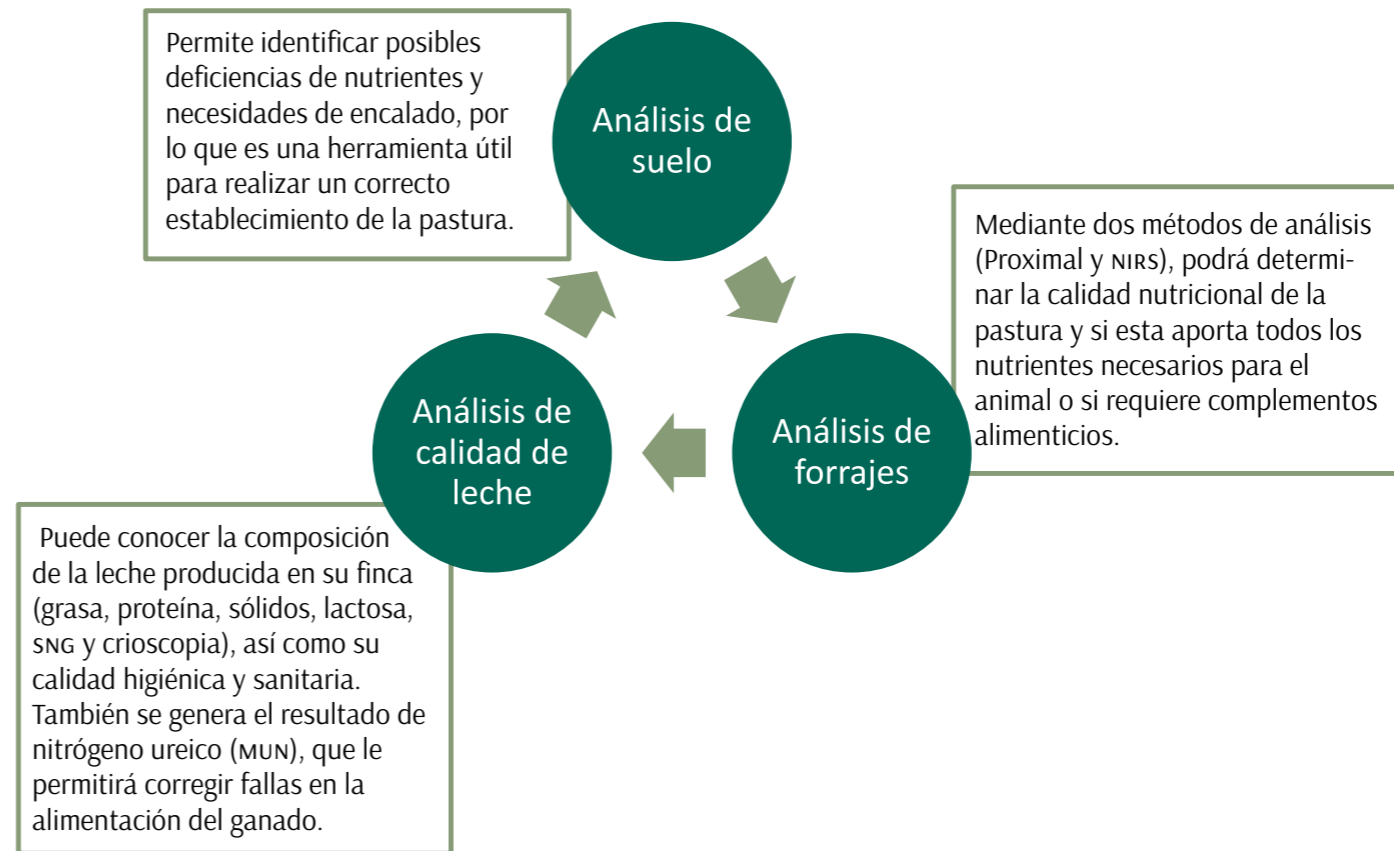 Permite identificar posibles
deficiencias de nutrientes y
necesidades de encalado, por
lo que es una herramienta útil
para realizar un correcto
establecimiento de la pastura.
Análisis de
suelo
Mediante dos métodos de análisis
(Proximal y NIRS), podrá determi-
nar la calidad nutricional de la
pastura y si esta aporta todos los
nutrientes necesarios para el
animal o si requiere complementos
alimenticios.
Análisis de
forrajes
Análisis de
calidad de
leche
Puede conocer la composición
de la leche producida en su finca
(grasa, proteína, sólidos, lactosa,
SNG y crioscopia), así como su
calidad higiénica y sanitaria.
También se genera el resultado de
nitrógeno ureico (MUN), que le
permitirá corregir fallas en la
alimentación del ganado.